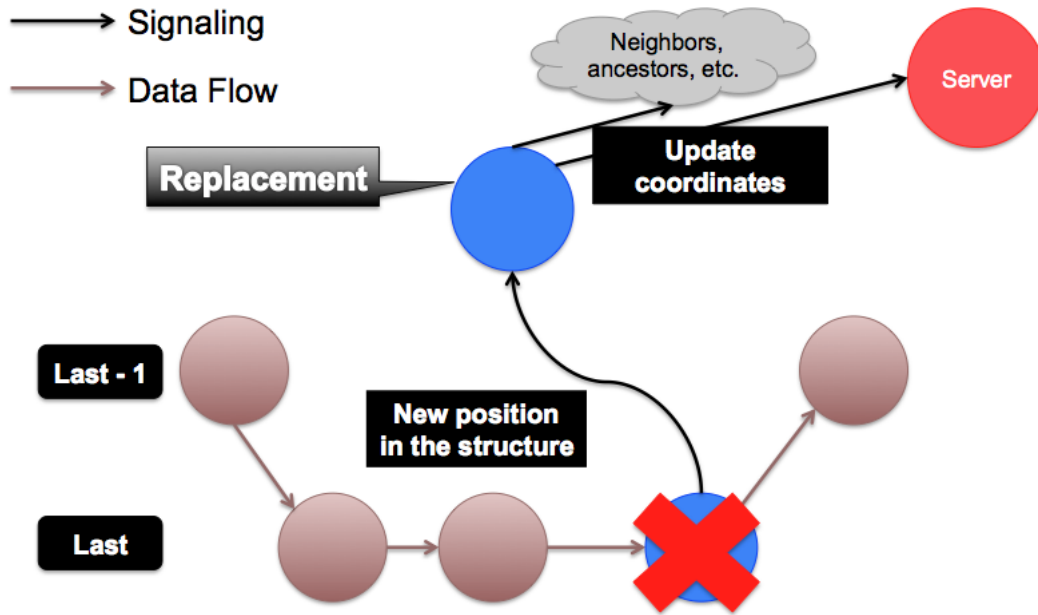 Signaling
Data Flow
Neighbors,
ancestors, etc.
Server
Update
coordinates
Replacement
Last - 1
New position
in the structure
Last